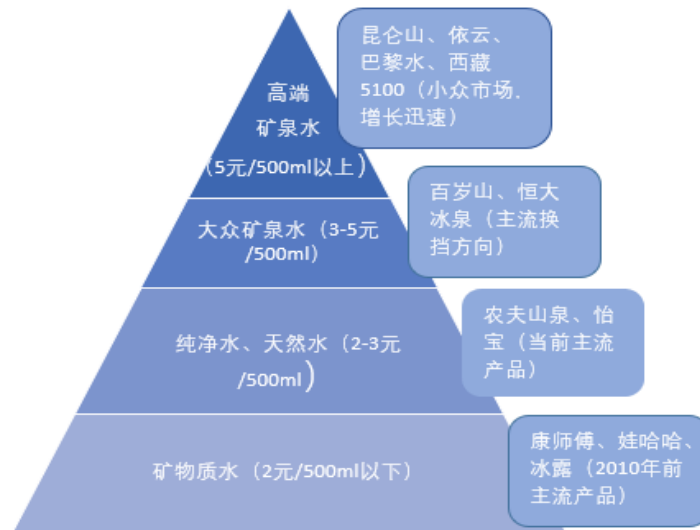 高端
矿泉水
（5元/500ml以上）
昆仑山、依云、
巴黎水、西藏
5100（小众市场.
增长迅速）
大众矿泉水（3-5元
/500ml）
百岁山、恒大
冰泉（主流换
挡方向）
纯净水、天然水（2-3元
/500ml）
农夫山泉、怡
宝（当前主流
产品）
矿物质水（2元/500ml以下）
康师傅、娃哈哈、
冰露（2010年前
主流产品）